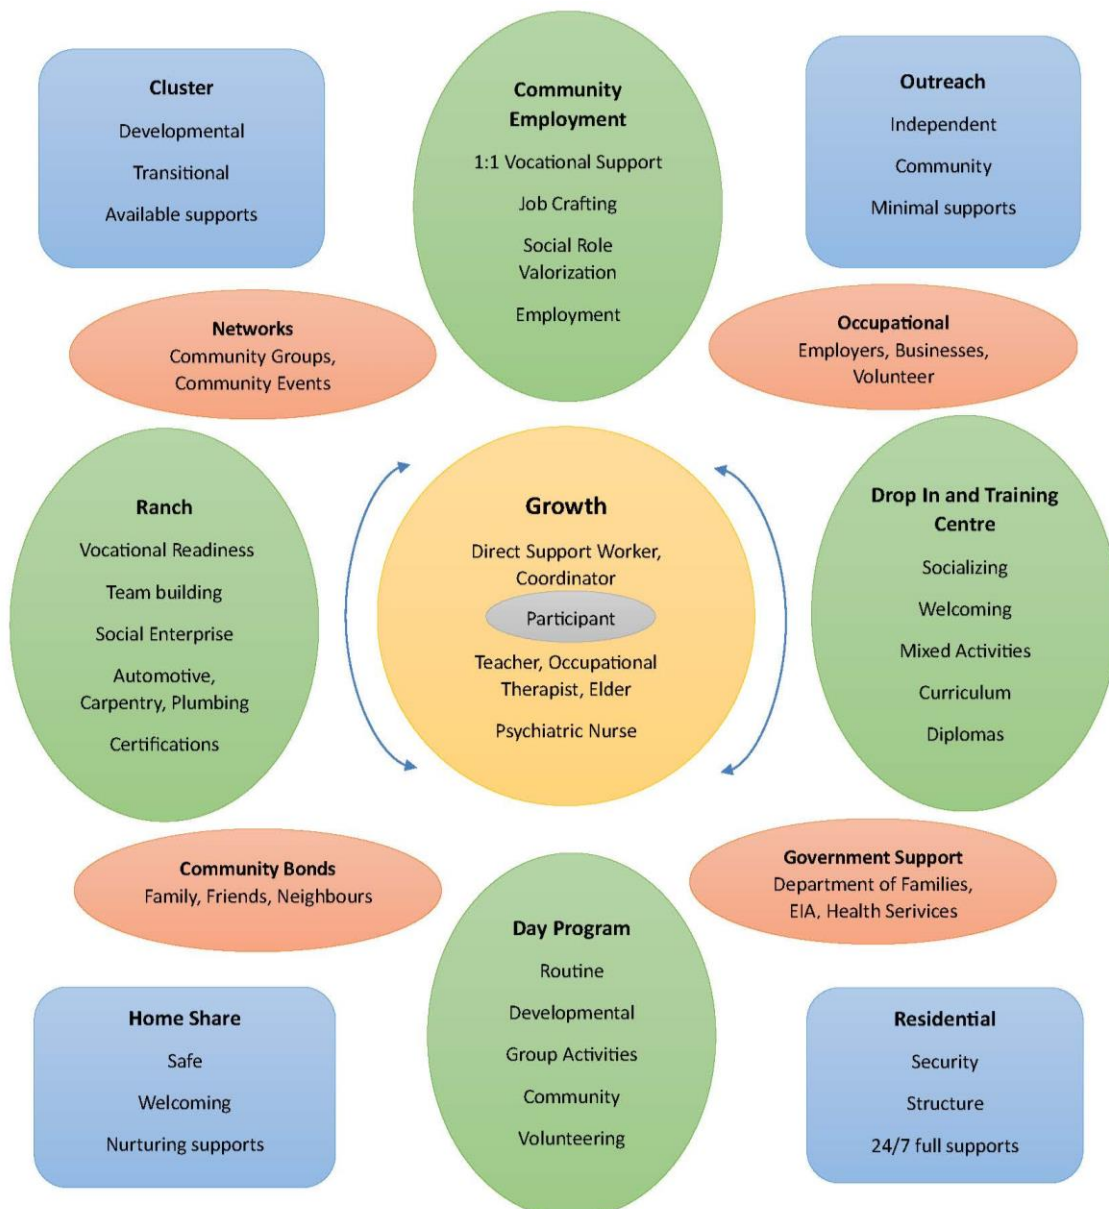 Cluster
Developmental
Transitional
Available supports
Community
Employment
1:1 Vocational Support
Job Crafting
Social Role
Valorization
Employment
Outreach
Independent
Community
Minimal supports
Networks
Community Groups,
Community Events
Occupational
Employers, Businesses,
Volunteer
Ranch
Vocational Readiness
Team building
Social Enterprise
Automotive,
Carpentry, Plumbing
Certifications
Growth
Direct Support Worker,
Coordinator
Participant
Teacher, Occupational
Therapist, Elder
Psychiatric Nurse
Drop In and Training
Centre
Socializing
Welcoming
Mixed Activities
Curriculum
Diplomas
Community Bonds
Family, Friends, Neighbours
Government Support
Department of Families,
EIA, Health Serivices
Day Program
Routine
Developmental
Group Activities
Community
Volunteering
Home Share
Safe
Welcoming
Nurturing supports
Residential
Security
Structure
24/7 full supports